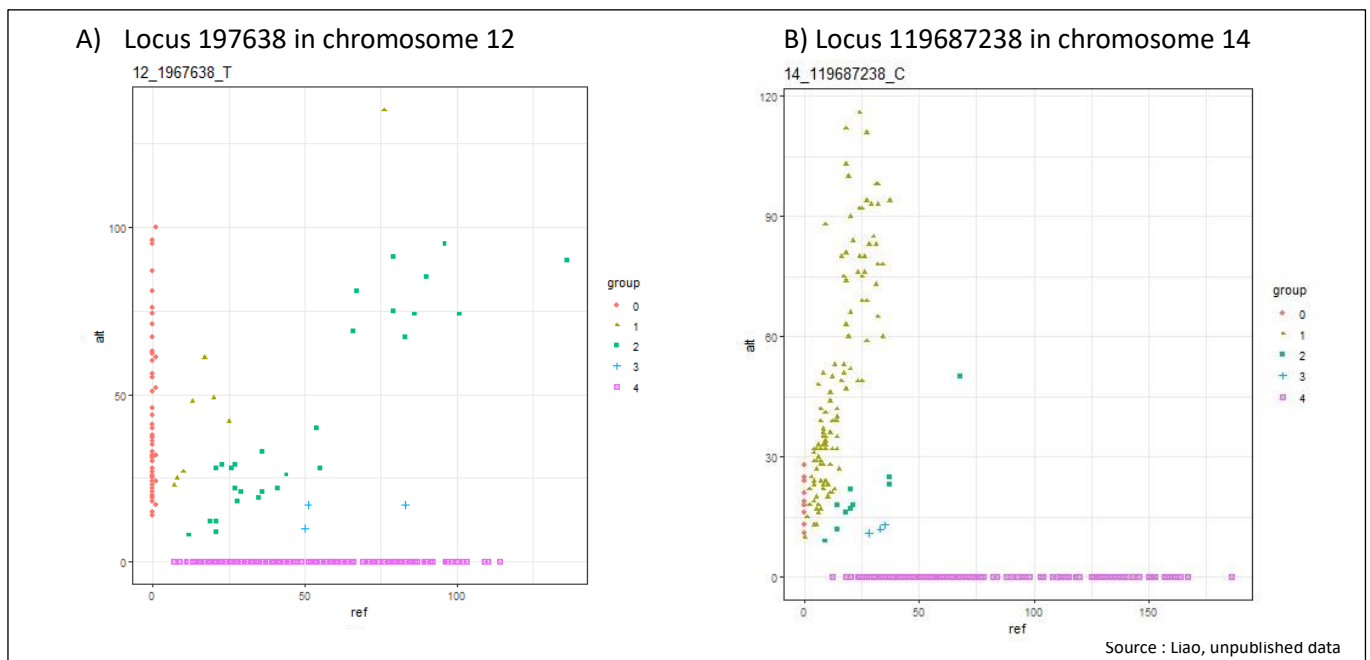 A) Locus 197638 in chromosome 12
12_1967638_T
alt
100
50
0
0
50
100
ref
group
0
1
2
3
4
B) Locus 119687238 in chromosome 14
14_119687238_C
alt
120
90
60
30
0
0
50
100
150
ref
group
0
1
2
3
4
Source : Liao, unpublished data